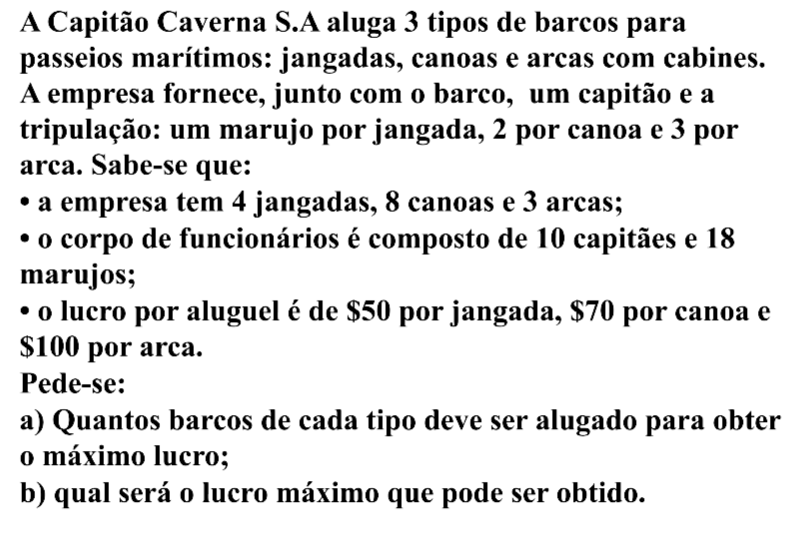 A Capitão Caverna S.A aluga 3 tipos de barcos para
passeios marítimos: jangadas, canoas e arcas com cabines.
A empresa fornece, junto com o barco, um capitão e a
tripulação: um marujo por jangada, 2 por canoa e 3 por
arca. Sabe-se que:
• a empresa tem 4 jangadas, 8 canoas e 3 arcas;
• o corpo de funcionários é composto de 10 capitães e 18
marujos;
• o lucro por aluguel é de $50 por jangada, $70 por canoa e
$100 por arca.
Pede-se:
a) Quantos barcos de cada tipo deve ser alugado para obter
o máximo lucro;
b) qual será o lucro máximo que pode ser obtido.